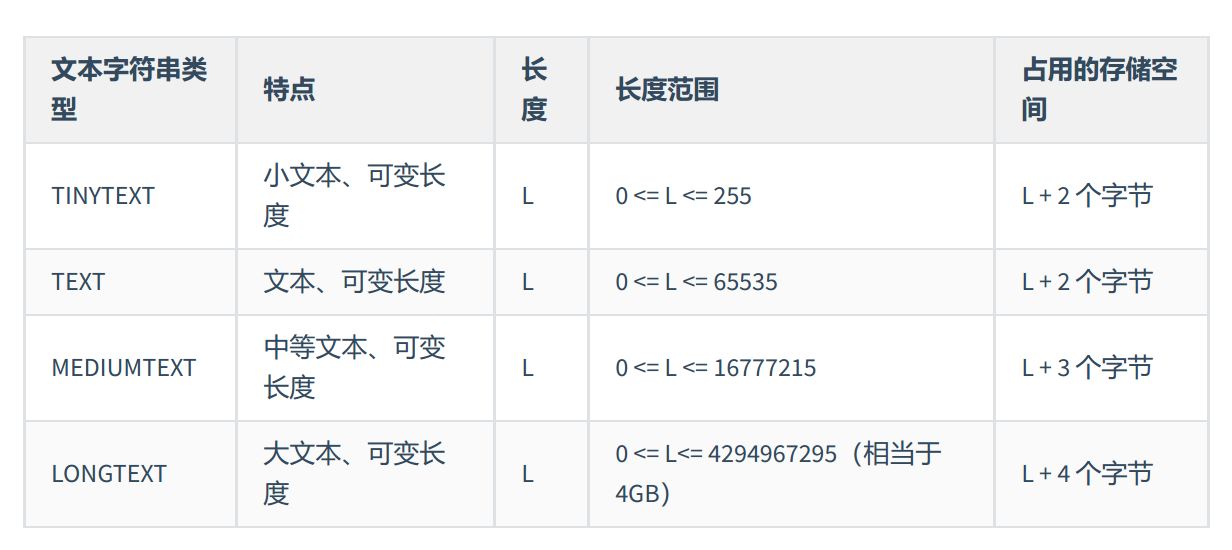 文本字符串类型 特点 长度 长度范围 占用的存储空间
TINYTEXT 小文本、可变长度 L 0 <= L <= 255 L + 2 个字节
TEXT 文本、可变长度 L 0 <= L <= 65535 L + 2 个字节
MEDIUMTEXT 中等文本、可变长度 L 0 <= L <= 16777215 L + 3 个字节
LONGTEXT 大文本、可变长度 L 0 <= L<= 4294967295（相当于4GB） L + 4 个字节